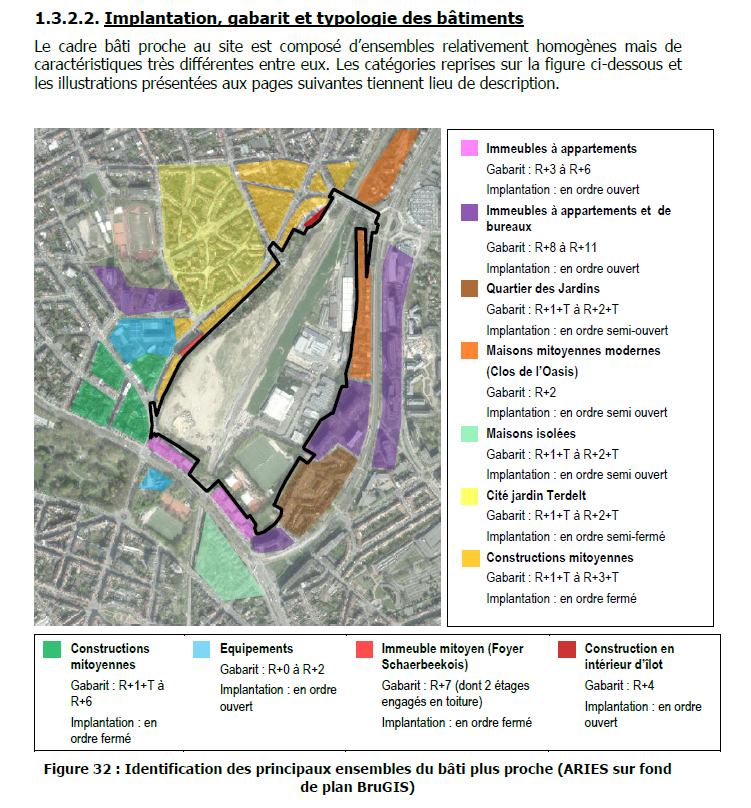 1.3.2.2. Implantation, gabarit et typologie des bâtiments
Le cadre bâti proche au site est composé d'ensembles relativement homogènes mais de
caractéristiques très différentes entre eux. Les catégories reprises sur la figure ci-dessous et
les illustrations présentées aux pages suivantes tiennent lieu de description.
Immeubles à appartements
Gabarit : R+3 à R+6
Implantation : en ordre ouvert
Immeubles à appartements et de
bureaux
Gabarit : R+8 à R+11
Implantation : en ordre ouvert
Quartier des Jardins
Gabarit : R+1+T à R+2+T
Implantation : en ordre semi-ouvert
Maisons mitoyennes modernes
(Clos de l'Oasis)
Gabarit : R+2
Implantation : en ordre semi ouvert
Maisons isolées
Gabarit : R+1+T à R+2+T
Implantation : en ordre semi ouvert
Cité jardin Terdelt
Gabarit : R+1+T à R+2+T
Implantation : en ordre semi-fermé
Constructions mitoyennes
Gabarit : R+1+T à R+3+T
Implantation : en ordre fermé
Constructions
mitoyennes
Gabarit : R+1+T à
R+6
Implantation : en
ordre fermé
Equipements
Gabarit : R+0 à R+2
Implantation : en ordre
ouvert
Immeuble mitoyen (Foyer
Schaerbeekois)
Gabarit : R+7 (dont 2 étages
engagés en toiture)
Implantation : en ordre fermé
Construction en
intérieur d'îlot
Gabarit : R+4
Implantation : en ordre
ouvert
Figure 32 : Identification des principaux ensembles du bâti plus proche (ARIES sur fond
de plan BruGIS)